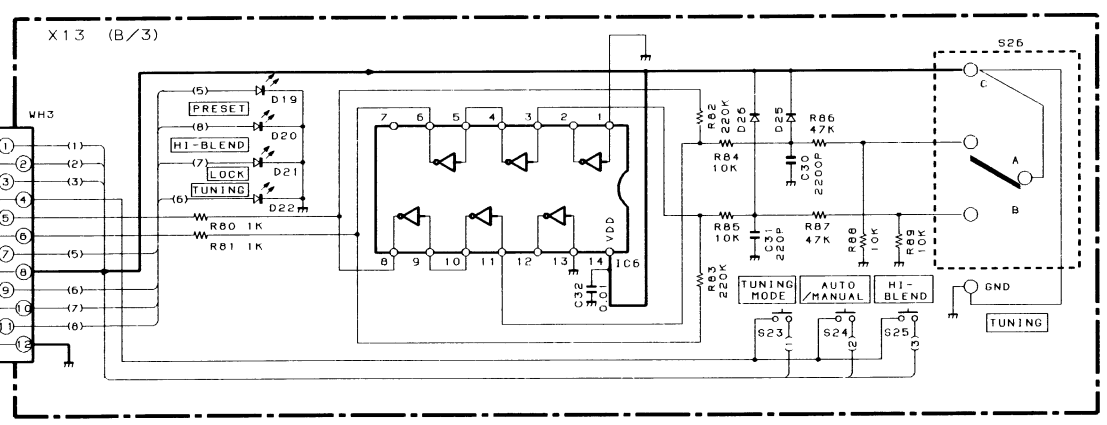 X13 (B/3)
S26
(5)
D19
PRESET
C
WH3
(8)
D20
HI-BLEND
7 6 5 4 3 2 1
R82
220K
D26
D25
R86
47K
1 (1)
(7)
D21
LOCK
2 (2)
TUNING
R84
10K
C30
2200P
A
3 (3)
(6)
D22
4
B
5
R80 1K
VDD
R85
10K
C31
220P
R87
47K
R88
10K
R89
10K
6
R81 1K
7 (5)
8 9 10 11 12 13 14 IC6
8
C32
0.01
R83
220K
TUNING
MODE
AUTO
/MANUAL
HI-
BLEND
GND
9 (6)
10 (7)
11 (8)
S23
S24
S25
TUNING
12
(1
(2
(3